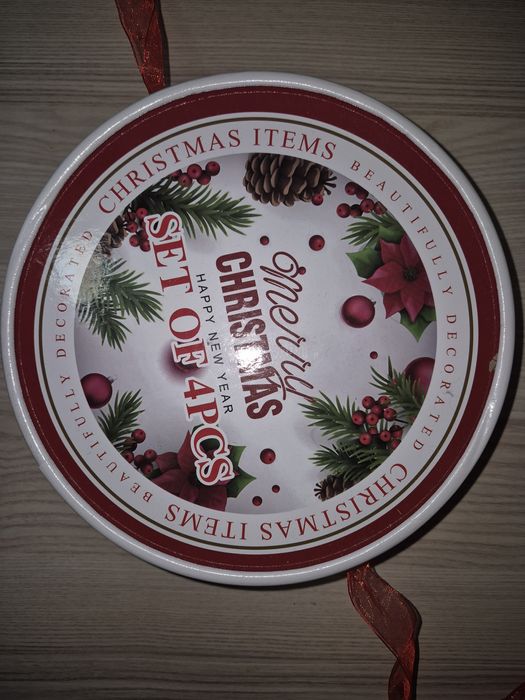 CHRISTMAS ITEMS
BEAUTIFULLY DECORATED
CHRISTMAS ITEMS
BEAUTIFULLY DECORATED
Merry
CHRISTMAS
HAPPY NEW YEAR
SET OF 4PCS